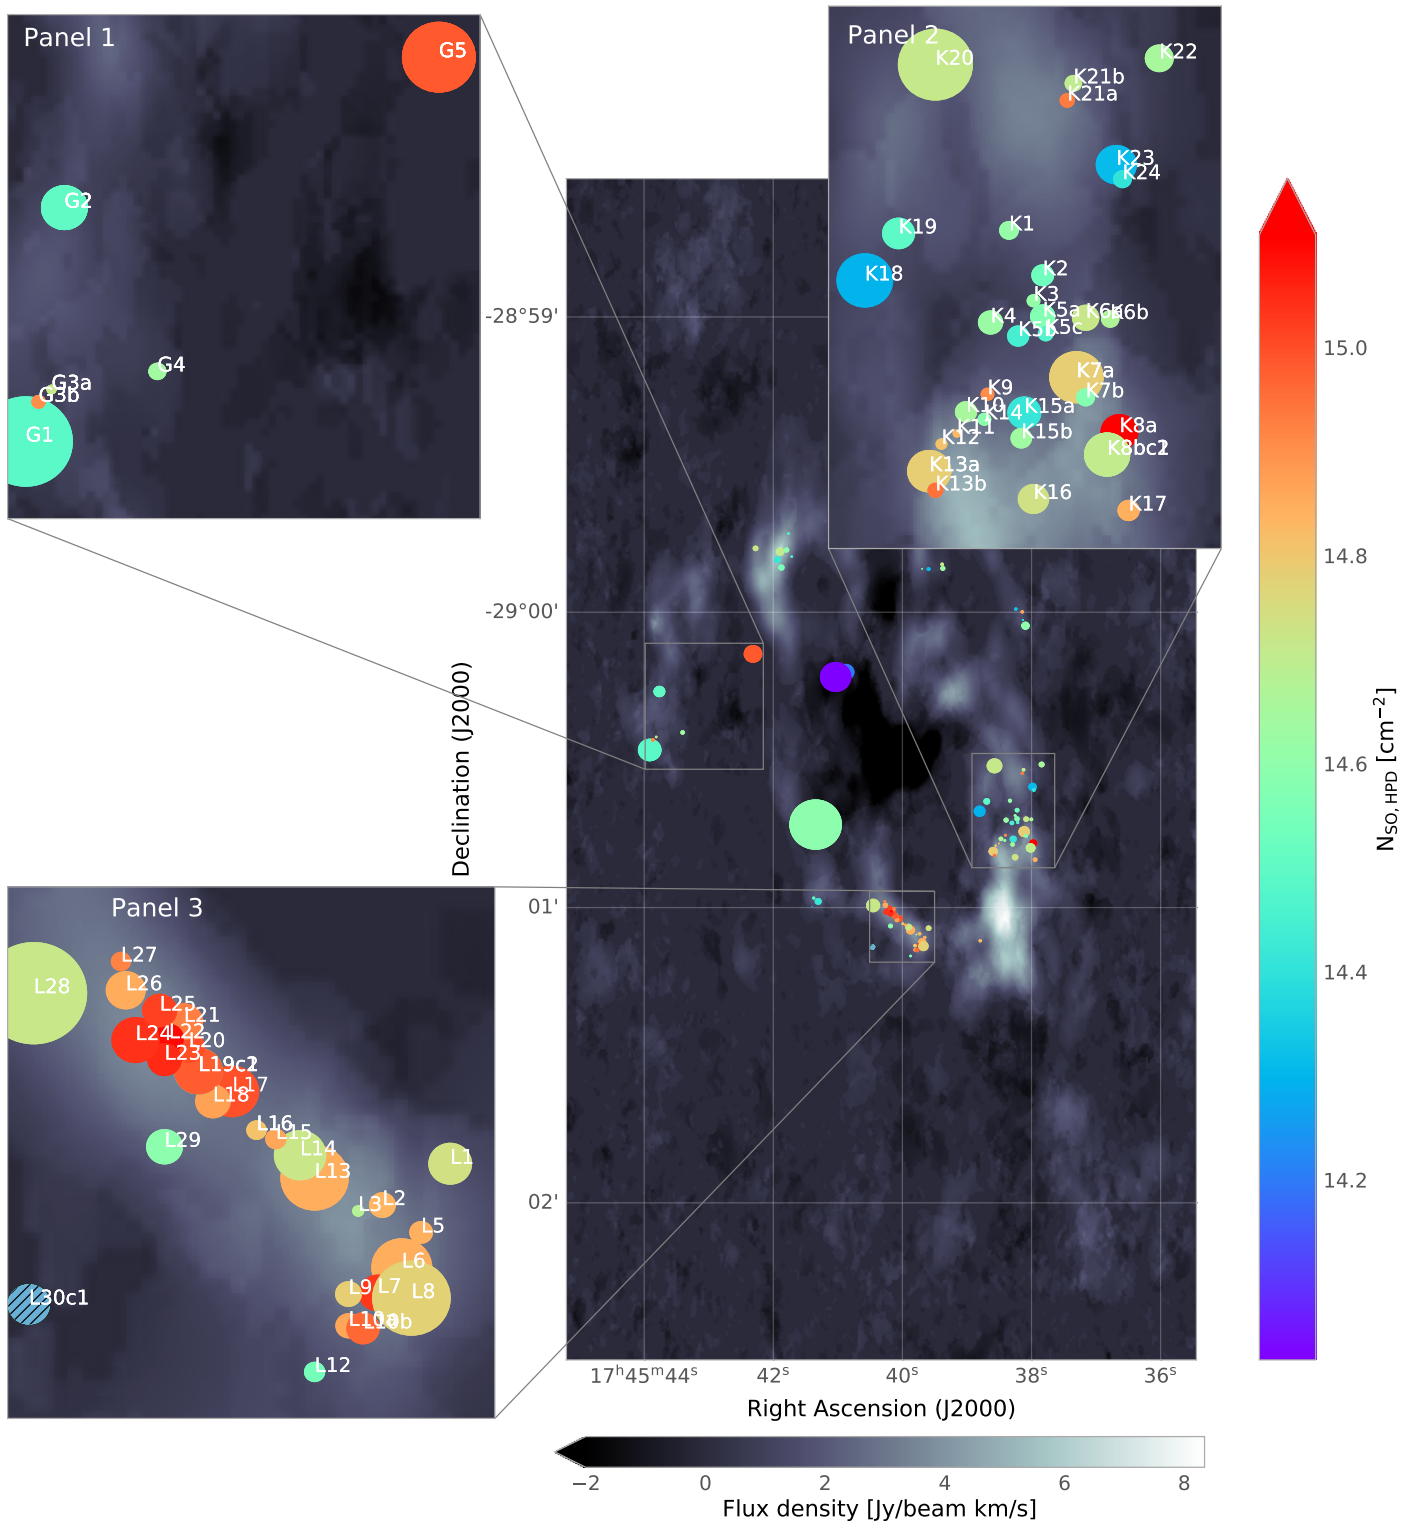 Panel 1
G5
G2
G4
G3a
G3b
G1
Panel 2
K20
K22
K21b
K21a
K23
K24
K19
K1
K18
K2
K3
K5a
K6a
K6b
K4
K5b
K5c
K7a
K7b
K9
K10
K14
K15a
K11
K12
K15b
K8a
K8bc1
K13a
K13b
K16
K17
Panel 3
L27
L26
L28
L25
L21
L22
L24
L20
L23
L19c1
L17
L18
L16
L15
L14
L29
L13
L1
L2
L3
L5
L6
L7
L8
L9
L10a
L10b
L30c1
L12
-28°59'
-29°00'
01'
02'
Declination (J2000)
17ʰ45ᵐ44ˢ 42ˢ 40ˢ 38ˢ 36ˢ
Right Ascension (J2000)
−2 0 2 4 6 8
Flux density [Jy/beam km/s]
15.0
14.8
14.6
14.4
14.2
N_SO, HPD [cm⁻²]